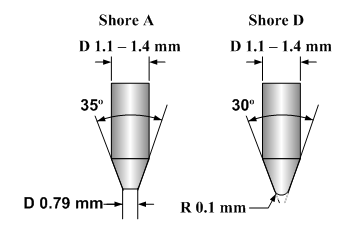 Shore A
Shore D
D 1.1 – 1.4 mm
D 1.1 – 1.4 mm
35º
30º
D 0.79 mm
R 0.1 mm